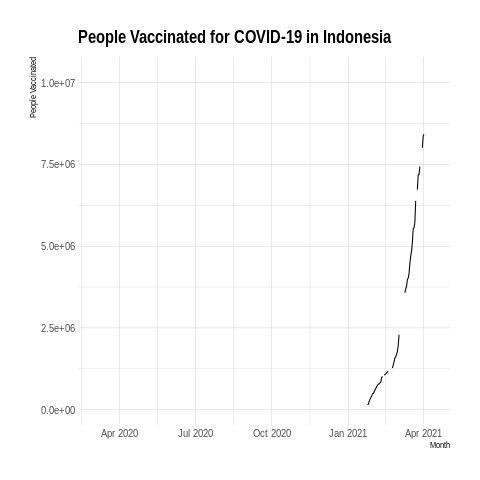 People Vaccinated for COVID-19 in Indonesia
People Vaccinated
1.0e+07
7.5e+06
5.0e+06
2.5e+06
0.0e+00
Apr 2020
Jul 2020
Oct 2020
Jan 2021
Apr 2021
Month